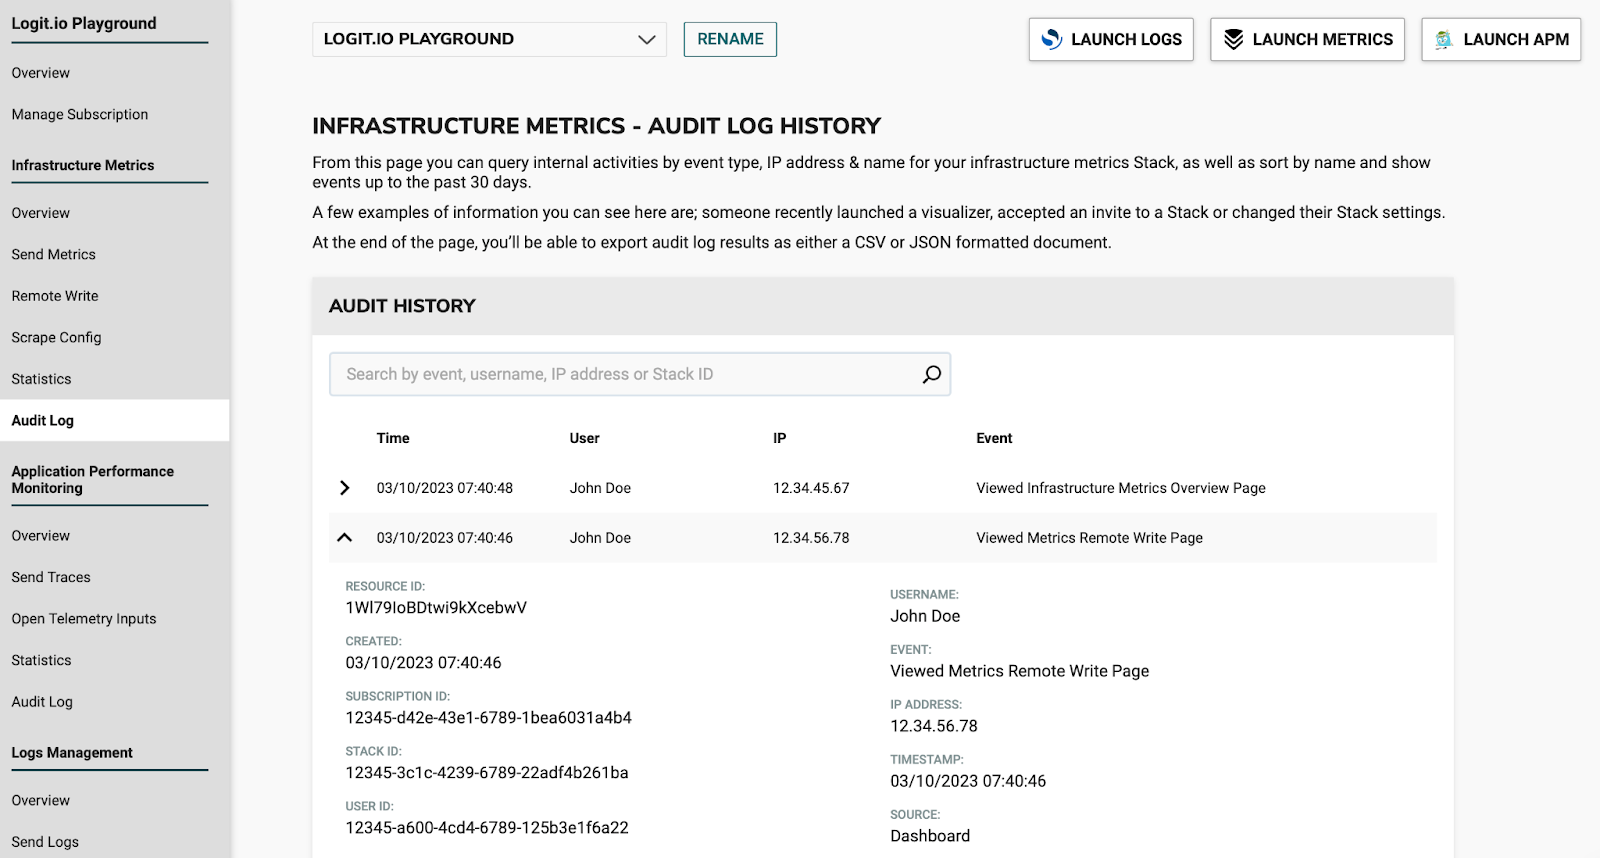 Logit.io Playground
Overview
Manage Subscription
Infrastructure Metrics
Overview
Send Metrics
Remote Write
Scrape Config
Statistics
Audit Log
Application Performance
Monitoring
Overview
Send Traces
Open Telemetry Inputs
Statistics
Audit Log
Logs Management
Overview
Send Logs
LOGIT.IO PLAYGROUND
RENAME
LAUNCH LOGS
LAUNCH METRICS
LAUNCH APM
INFRASTRUCTURE METRICS - AUDIT LOG HISTORY
From this page you can query internal activities by event type, IP address & name for your infrastructure metrics Stack, as well as sort by name and show
events up to the past 30 days.
A few examples of information you can see here are; someone recently launched a visualizer, accepted an invite to a Stack or changed their Stack settings.
At the end of the page, you’ll be able to export audit log results as either a CSV or JSON formatted document.
AUDIT HISTORY
Search by event, username, IP address or Stack ID
Time User IP Event
03/10/2023 07:40:48 John Doe 12.34.45.67 Viewed Infrastructure Metrics Overview Page
03/10/2023 07:40:46 John Doe 12.34.56.78 Viewed Metrics Remote Write Page
RESOURCE ID:
1Wl79IoBDtwi9kXcebwV
CREATED:
03/10/2023 07:40:46
SUBSCRIPTION ID:
12345-d42e-43e1-6789-1bea6031a4b4
STACK ID:
12345-3c1c-4239-6789-22adf4b261ba
USER ID:
12345-a600-4cd4-6789-125b3e1f6a22
USERNAME:
John Doe
EVENT:
Viewed Metrics Remote Write Page
IP ADDRESS:
12.34.56.78
TIMESTAMP:
03/10/2023 07:40:46
SOURCE:
Dashboard